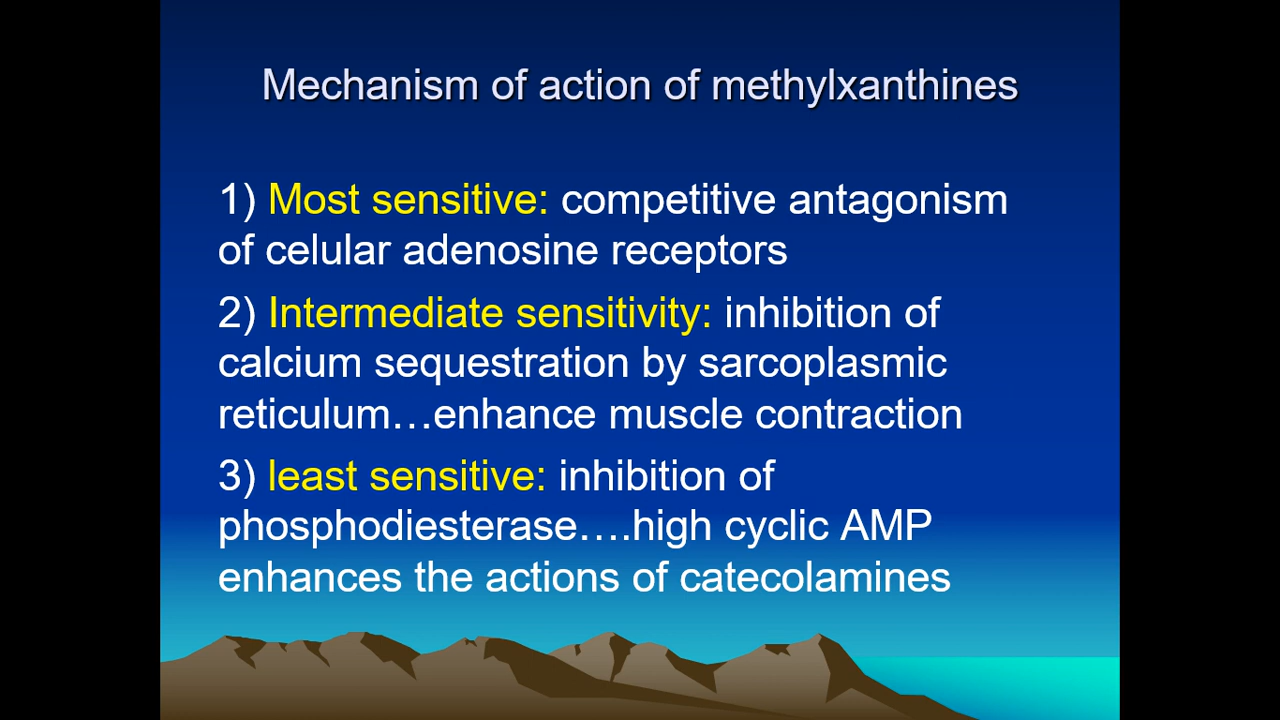 Mechanism of action of methylxanthines
1) Most sensitive: competitive antagonism
of celular adenosine receptors
2) Intermediate sensitivity: inhibition of
calcium sequestration by sarcoplasmic
reticulum…enhance muscle contraction
3) least sensitive: inhibition of
phosphodiesterase….high cyclic AMP
enhances the actions of catecolamines